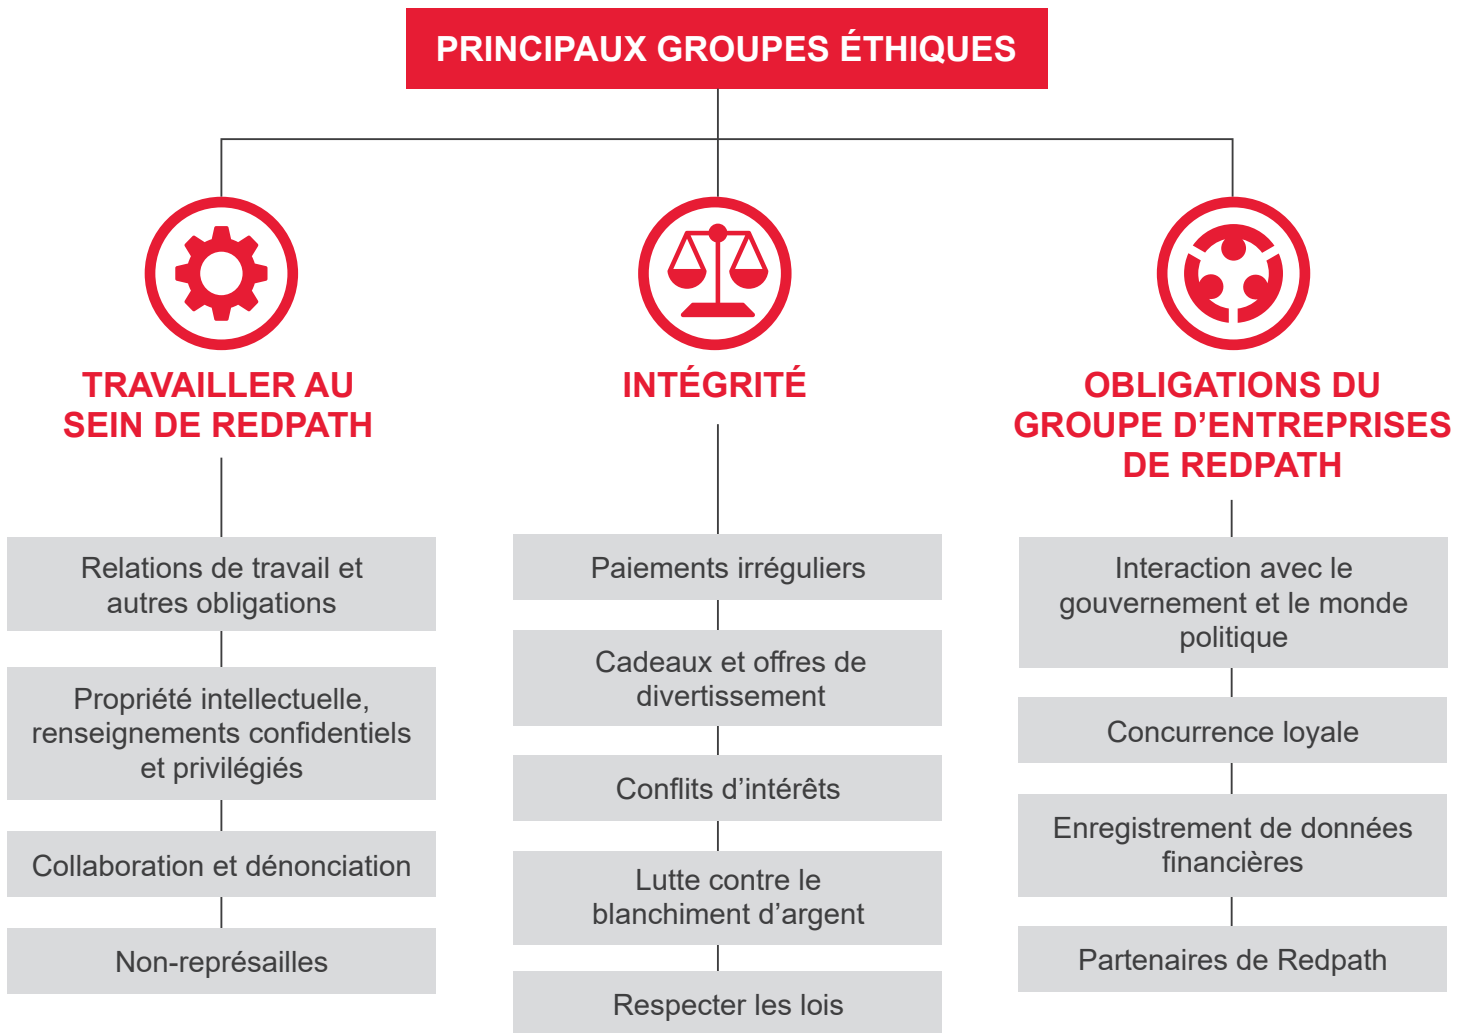 PRINCIPAUX GROUPES ÉTHIQUES
TRAVAILLER AU
SEIN DE REDPATH
Relations de travail et
autres obligations
Propriété intellectuelle,
renseignements confidentiels
et privilégiés
Collaboration et dénonciation
Non-représailles
INTÉGRITÉ
Paiements irréguliers
Cadeaux et offres de
divertissement
Conflits d’intérêts
Lutte contre le
blanchiment d’argent
Respecter les lois
OBLIGATIONS DU
GROUPE D’ENTREPRISES
DE REDPATH
Interaction avec le
gouvernement et le monde
politique
Concurrence loyale
Enregistrement de données
financières
Partenaires de Redpath